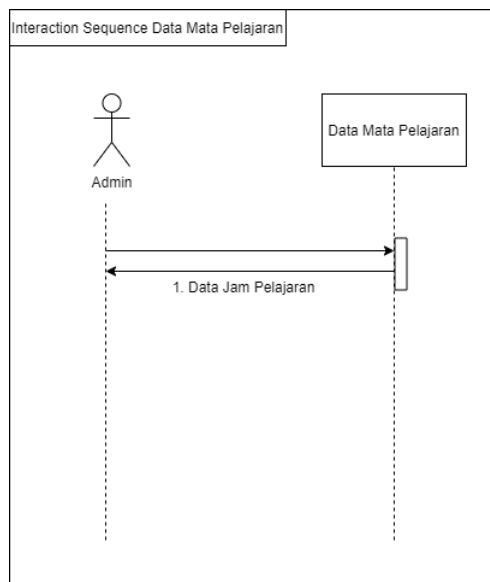 Interaction Sequence Data Mata Pelajaran
Data Mata Pelajaran
Admin
1. Data Jam Pelajaran